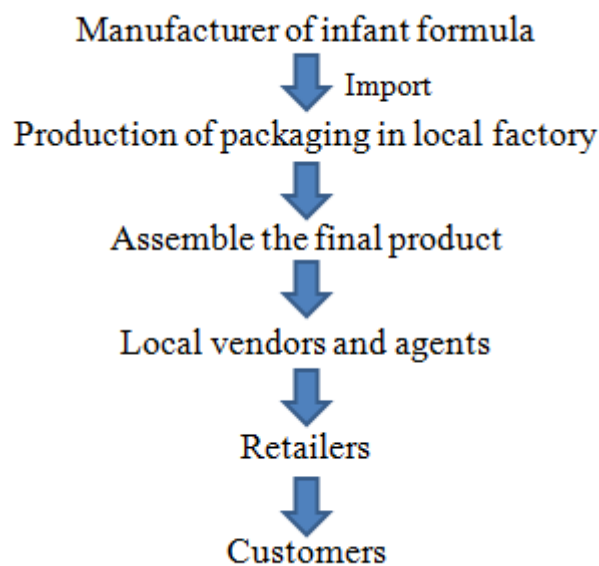 Manufacturer of infant formula
Import
Production of packaging in local factory
Assemble the final product
Local vendors and agents
Retailers
Customers